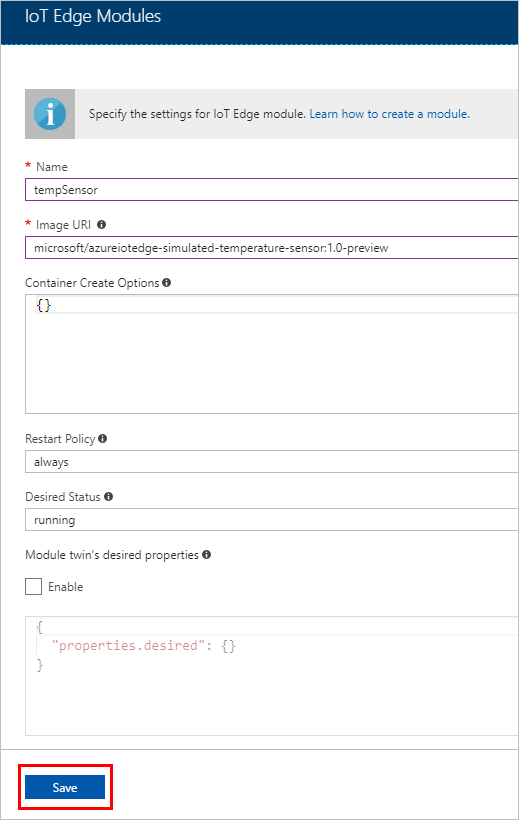 IoT Edge Modules
Specify the settings for IoT Edge module. Learn how to create a module.
* Name
tempSensor
* Image URI
microsoft/azureiotedge-simulated-temperature-sensor:1.0-preview
Container Create Options
{}
Restart Policy
always
Desired Status
running
Module twin's desired properties
Enable
{
"properties.desired": {}
}
Save